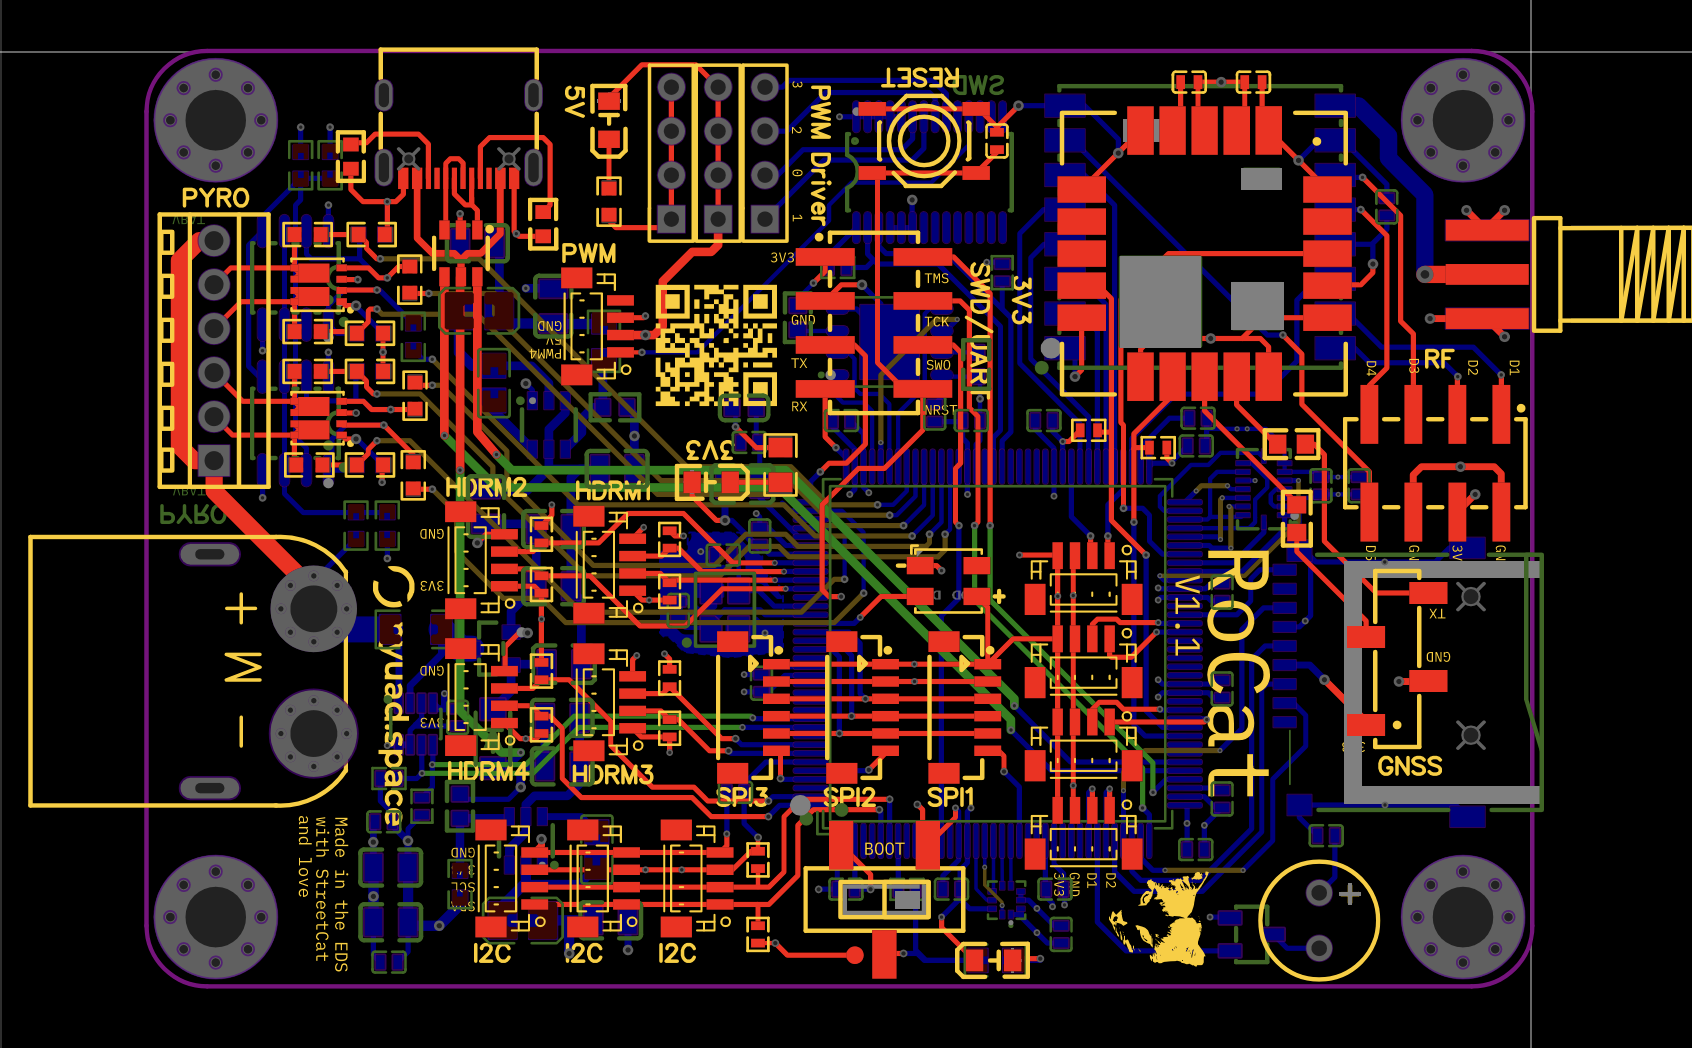 RESET
SWD
5V
3
2
0
1
PWM Driver
PYRO
VBAT
PWM
GND
5V
PWM4
3V3
TMS
GND
TCK
TX
SWO
RX
NRST
SWD/UART
3V3
RF
D4
D3
D2
D1
D5
3V3
HDRM2
HDRM1
VBAT
PYRO
GND
3V3
+ M -
RoCat
V1.1
TX
GND
GNSS
GND
3V3
HDRM4
HDRM3
SPI3
SPI2
SPI1
BOOT
Made in the EDS
with StreetCat
and love
GND
SCL
I2C
I2C
I2C
3V3
GND
D1
D2
+